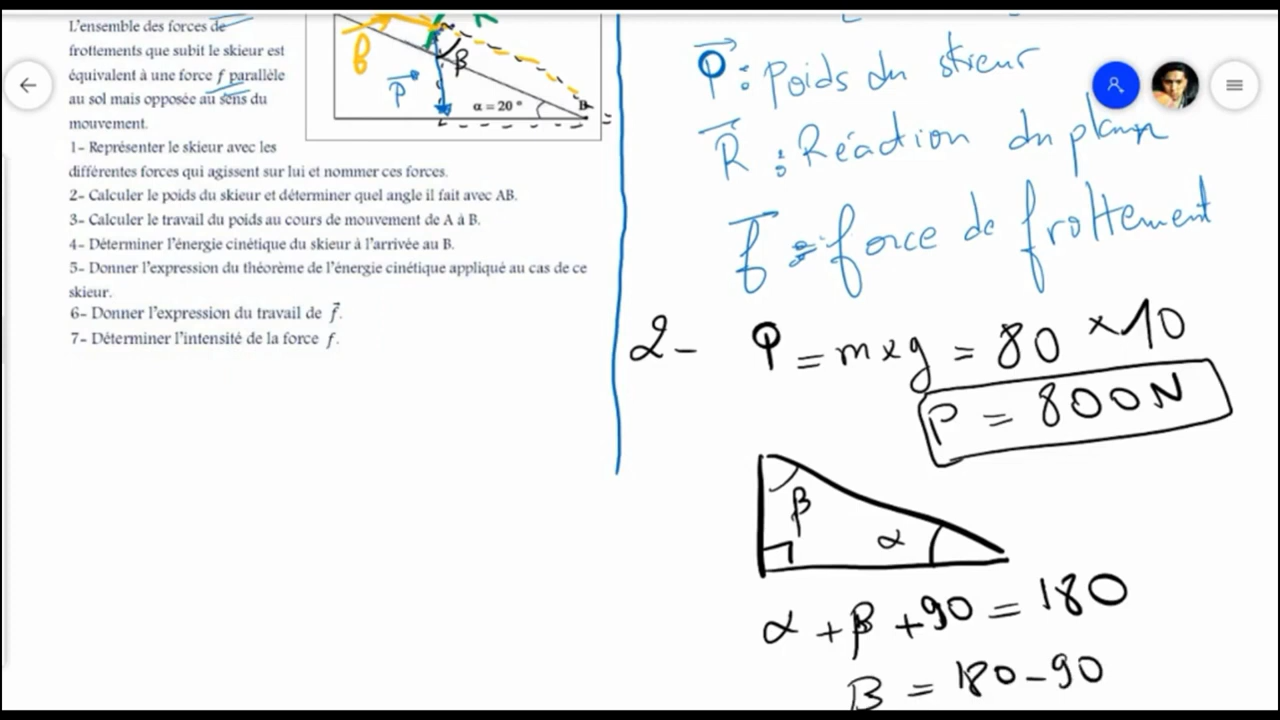 L'ensemble des forces de
frottements que subit le skieur est
équivalent à une force f parallèle
au sol mais opposée au sens du
mouvement.
1- Représenter le skieur avec les
différentes forces qui agissent sur lui et nommer ces forces.
2- Calculer le poids du skieur et déterminer quel angle il fait avec AB.
3- Calculer le travail du poids au cours de mouvement de A à B.
4- Déterminer l'énergie cinétique du skieur à l'arrivée au B.
5- Donner l'expression du théorème de l'énergie cinétique appliqué au cas de ce
skieur.
6- Donner l'expression du travail de f⃗.
7- Déterminer l'intensité de la force f.
β
P⃗
α = 20 °
B
P⃗ : Poids du skieur
R⃗ : Réaction du plan
f⃗ : force de frottement
2- P = m x g = 80 x 10
P = 800N
β
α
α + β + 90 = 180
β = 180 - 90